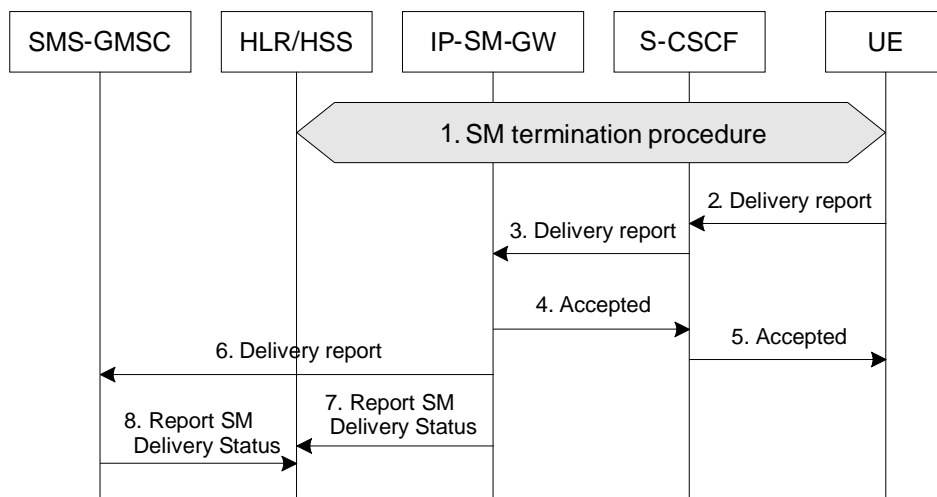 SMS-GMSC
HLR/HSS
IP-SM-GW
S-CSCF
UE
1. SM termination procedure
2. Delivery report
3. Delivery report
4. Accepted
5. Accepted
6. Delivery report
7. Report SM
Delivery Status
8. Report SM
Delivery Status